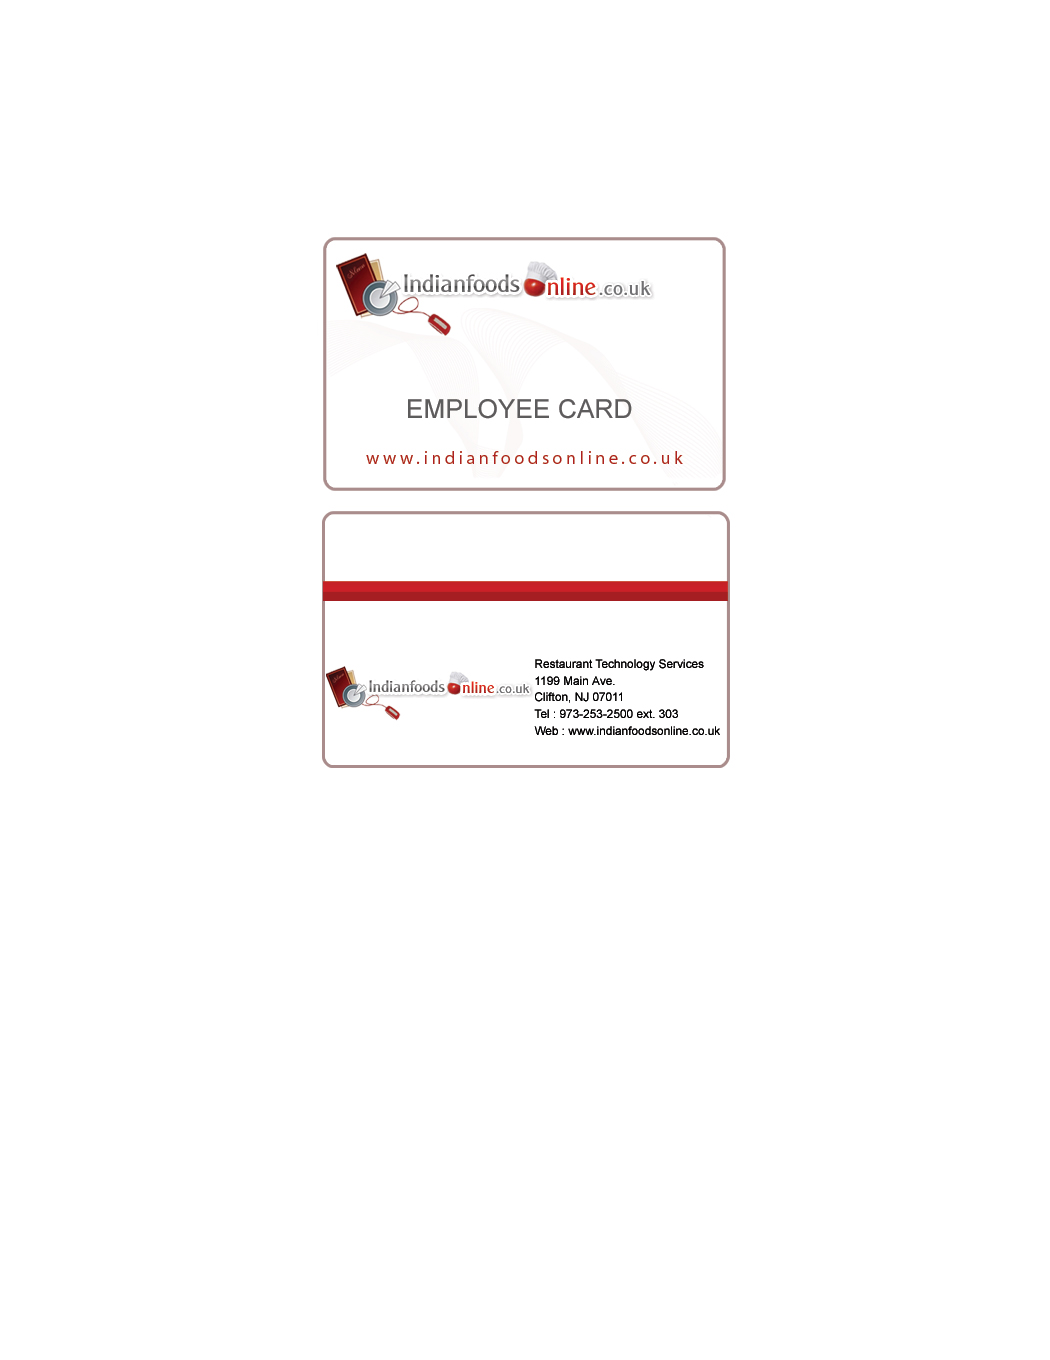 Menu
Indianfoods Online.co.uk
EMPLOYEE CARD
www.indianfoodsonline.co.uk
Indianfoods Online.co.uk
Restaurant Technology Services
1199 Main Ave.
Clifton, NJ 07011
Tel : 973-253-2500 ext. 303
Web : www.indianfoodsonline.co.uk